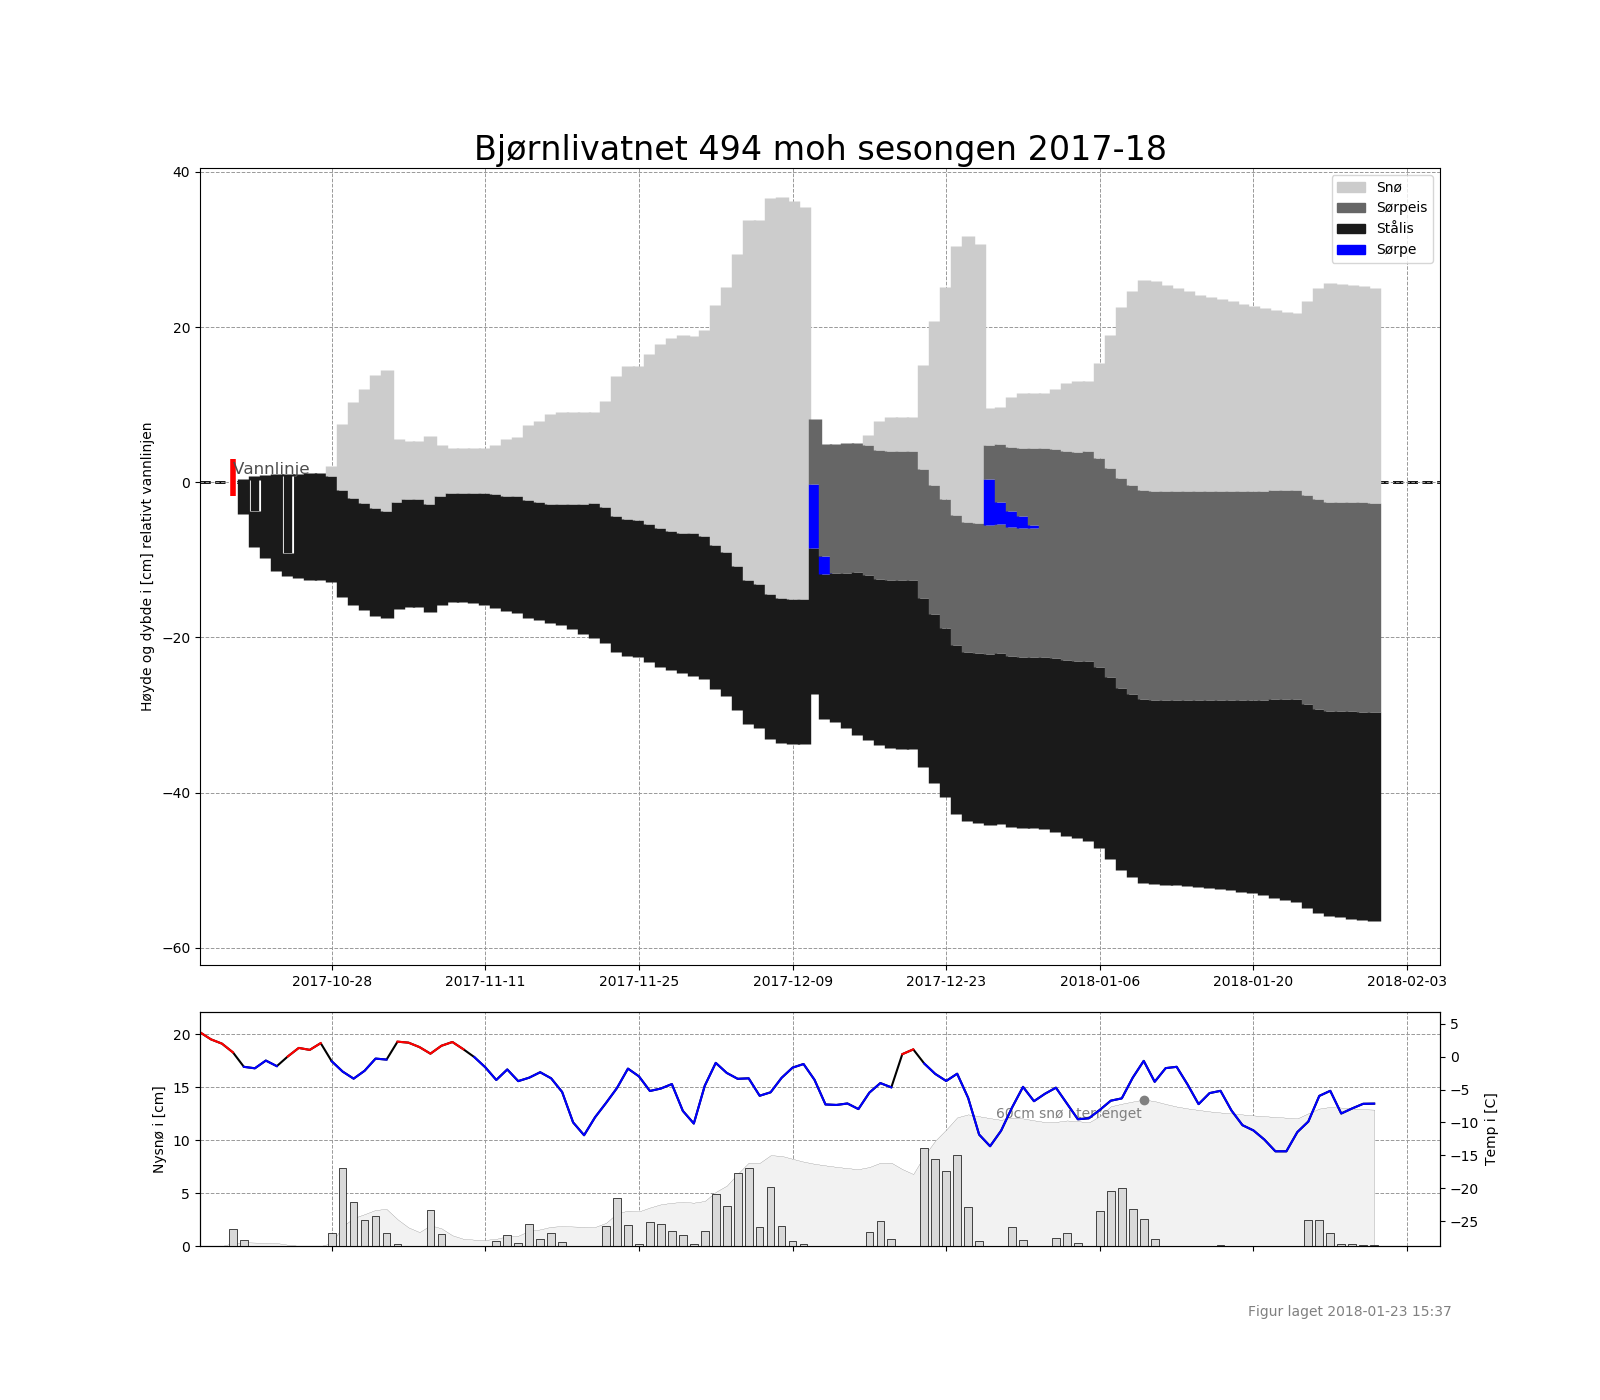 Bjørnlivatnet 494 moh sesongen 2017-18
Høyde og dybde i [cm] relativt vannlinjen
40
20
0
−20
−40
−60
Vannlinje
Snø
Sørpeis
Stålis
Sørpe
2017-10-28
2017-11-11
2017-11-25
2017-12-09
2017-12-23
2018-01-06
2018-01-20
2018-02-03
Nysnø i [cm]
20
15
10
5
0
60cm snø i terrenget
5
0
−5
−10
−15
−20
−25
Temp i [C]
Figur laget 2018-01-23 15:37